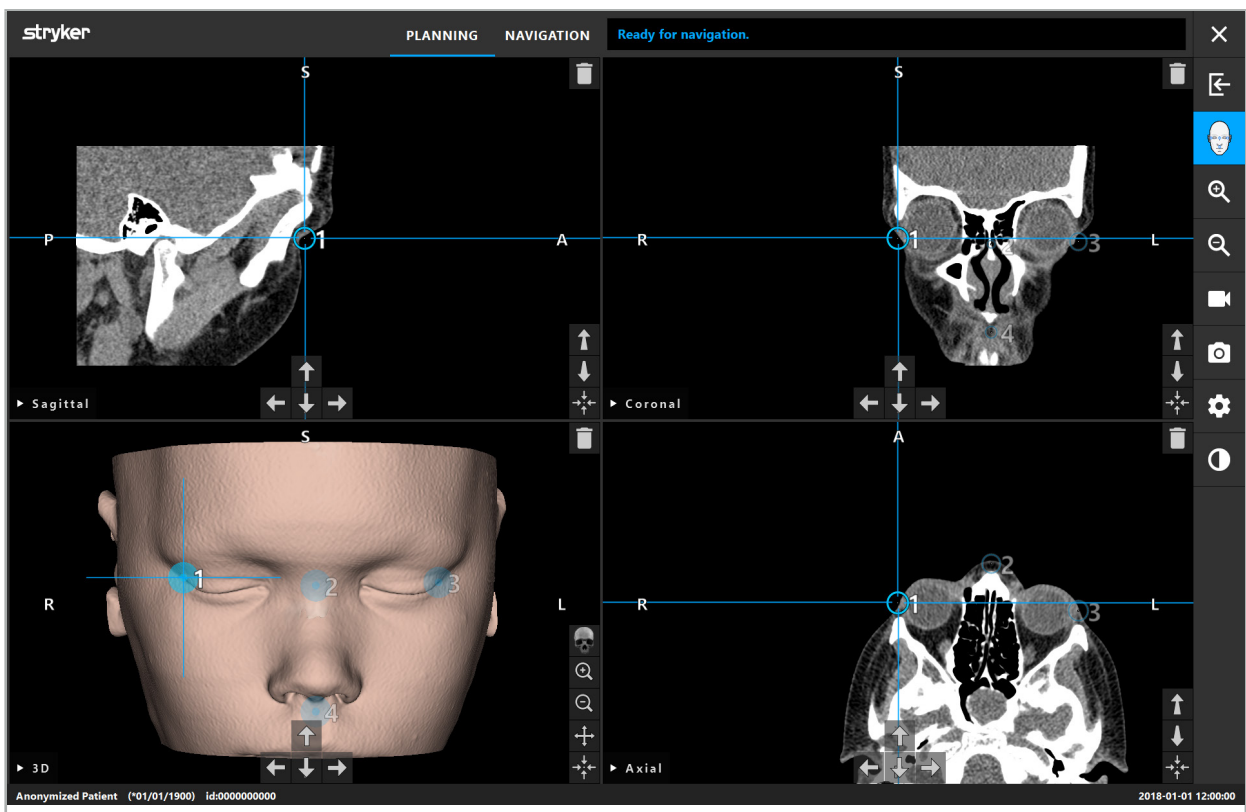 stryker
PLANNING NAVIGATION Ready for navigation.
S
P A
1
Sagittal
S
R L
1 2 3
4
Coronal
S
R L
1 2 3
4
3D
A
R L
2
1 3
Axial
Anonymized Patient (*01/01/1900) id:0000000000 2018-01-01 12:00:00